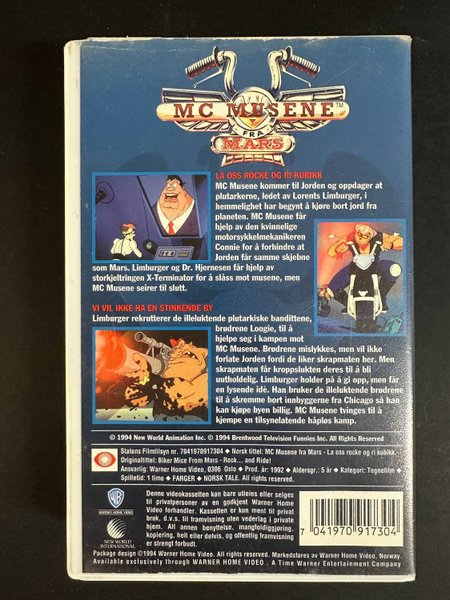 MC MUSENE™
FRA
MARS
LA OSS ROCKE OG RI KUBIKK
MC Musene kommer til Jorden og oppdager at
plutarkerne, ledet av Lorents Limburger, i
hemmelighet har begynt å kjøre bort jord fra
planeten. MC Musene får
hjelp av den kvinnelige
motorsykkelmekanikeren
Connie for å forhindre at
Jorden får samme skjebne
som Mars. Limburger og Dr. Hjernesen får hjelp av
storkjeltringen X-Terminator for å slåss mot musene, men
MC Musene seirer til slutt.
VI VIL IKKE HA EN STINKENDE BY
Limburger rekrutterer de illeluktende plutarkiske bandittene,
brødrene Loogie, til å
hjelpe seg i kampen mot
MC Musene. Brødrene mislykkes, men vil ikke
forlate Jorden fordi de liker skrapmaten her. Men
skrapmaten får kroppslukten deres til å bli
uutholdelig. Limburger holder på å gi opp, men får
en lysende idé. Han bruker de illeluktende brødrene
til å skremme bort innbyggerne fra Chicago så han
kan kjøpe byen billig. MC Musene tvinges til å
kjempe en tilsynelatende håpløs kamp.
© 1994 New World Animation Inc. © 1994 Brentwood Television Funnies Inc. All Rights Reserved
Statens Filmtilsyn nr. 7041970917304 • Norsk tittel: MC Musene fra Mars - La oss rocke og ri kubikk.
Originaltittel: Biker Mice From Mars - Rock.... and Ride!
Ansvarlig: Warner Home Video, 0306 Oslo • Prod. år: 1992 • Aldersgr.: 5 år • Kategori: Tegnefilm
Spilletid: 1 time • FARGER • NORSK TALE. All rights reserved.
WB
WARNER HOME VIDEO
NEW WORLD
INTERNATIONAL
Denne videokassetten kan bare utleies eller selges
til privatpersoner av en godkjent Warner Home
Video forhandler. Kassetten er kun ment til privat
bruk, d.v.s. til framvisning uten vederlag i private
hjem. All annen benyttelse, mangfoldiggjøring,
kopiering, helt eller delvis, og offentlig framvisning
er strengt forbudt.
7 041970 917304
Package design ©1994 Warner Home Video. All rights reserved. Markedsføres av Warner Home Video, Norway.
Available exclusively through WARNER HOME VIDEO . A Time Warner Entertainment Company